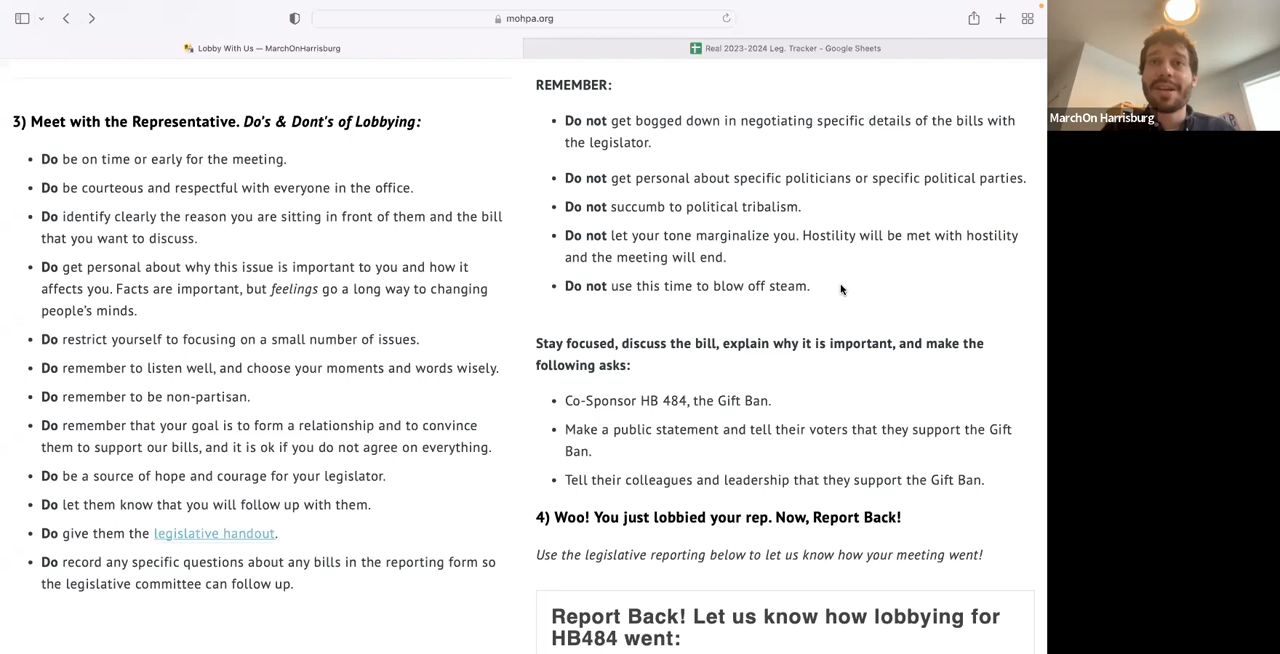 mohpa.org
Lobby With Us — MarchOnHarrisburg
Real 2023-2024 Leg. Tracker - Google Sheets
3) Meet with the Representative. Do's & Dont's of Lobbying:
• Do be on time or early for the meeting.
• Do be courteous and respectful with everyone in the office.
• Do identify clearly the reason you are sitting in front of them and the bill
that you want to discuss.
• Do get personal about why this issue is important to you and how it
affects you. Facts are important, but feelings go a long way to changing
people's minds.
• Do restrict yourself to focusing on a small number of issues.
• Do remember to listen well, and choose your moments and words wisely.
• Do remember to be non-partisan.
• Do remember that your goal is to form a relationship and to convince
them to support our bills, and it is ok if you do not agree on everything.
• Do be a source of hope and courage for your legislator.
• Do let them know that you will follow up with them.
• Do give them the legislative handout.
• Do record any specific questions about any bills in the reporting form so
the legislative committee can follow up.
REMEMBER:
• Do not get bogged down in negotiating specific details of the bills with
the legislator.
• Do not get personal about specific politicians or specific political parties.
• Do not succumb to political tribalism.
• Do not let your tone marginalize you. Hostility will be met with hostility
and the meeting will end.
• Do not use this time to blow off steam.
Stay focused, discuss the bill, explain why it is important, and make the
following asks:
• Co-Sponsor HB 484, the Gift Ban.
• Make a public statement and tell their voters that they support the Gift
Ban.
• Tell their colleagues and leadership that they support the Gift Ban.
4) Woo! You just lobbied your rep. Now, Report Back!
Use the legislative reporting below to let us know how your meeting went!
Report Back! Let us know how lobbying for
HB484 went:
MarchOn Harrisburg